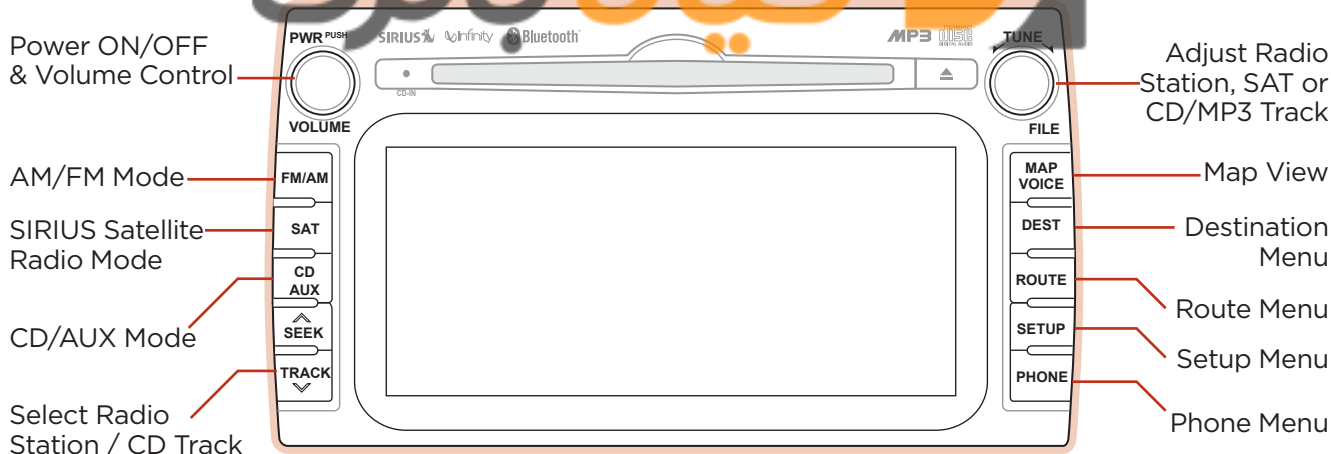 Power ON/OFF
& Volume Control
AM/FM Mode
SIRIUS Satellite
Radio Mode
CD/AUX Mode
Select Radio
Station / CD Track
PWR PUSH
VOLUME
SIRIUS Infinity Bluetooth
MP3 DISC
DIGITAL AUDIO
CD-IN
TUNE
FILE
FM/AM
SAT
CD
AUX
SEEK
TRACK
MAP
VOICE
DEST
ROUTE
SETUP
PHONE
Adjust Radio
Station, SAT or
CD/MP3 Track
Map View
Destination
Menu
Route Menu
Setup Menu
Phone Menu